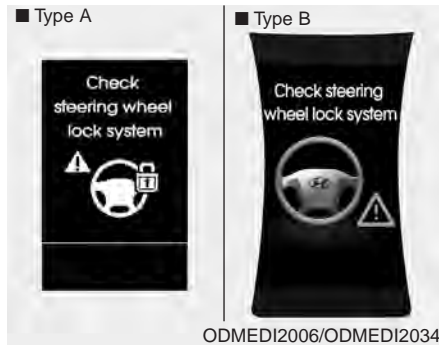 ■ Type A
Check
steering wheel
lock system
■ Type B
Check steering
wheel lock system
ODMEDI2006/ODMEDI2034